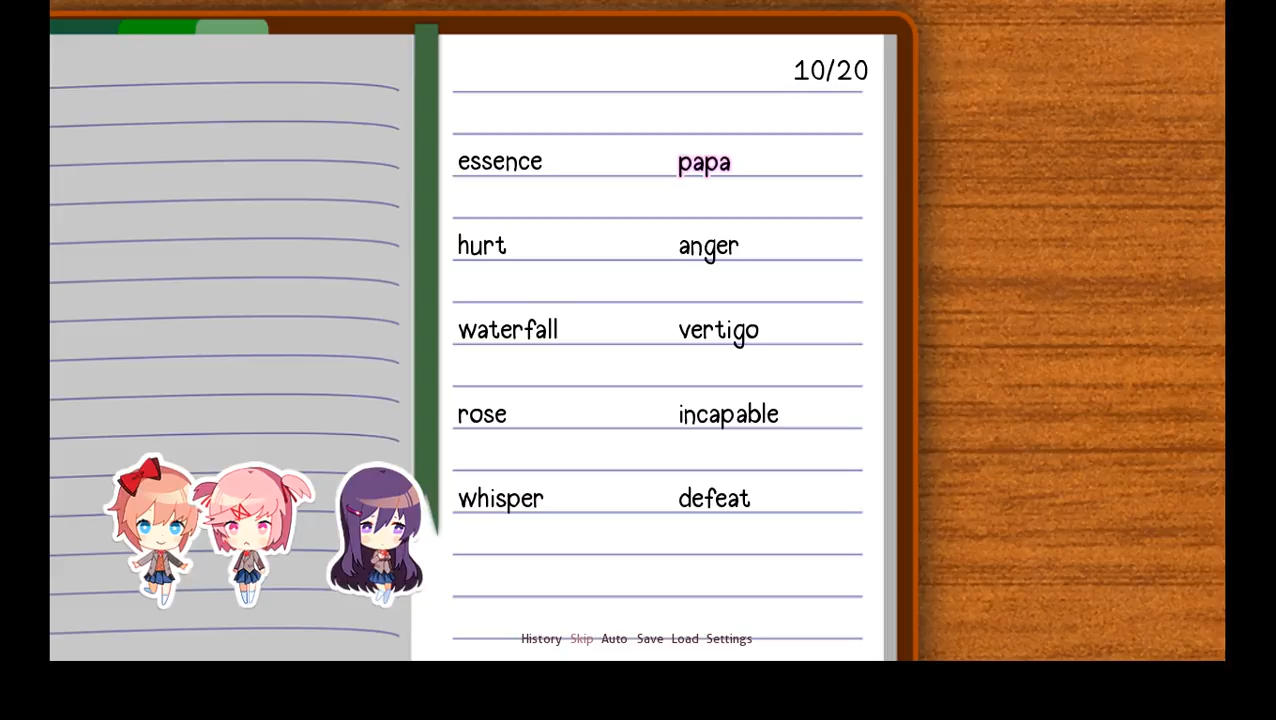 10/20
essence papa
hurt anger
waterfall vertigo
rose incapable
whisper defeat
History Skip Auto Save Load Settings